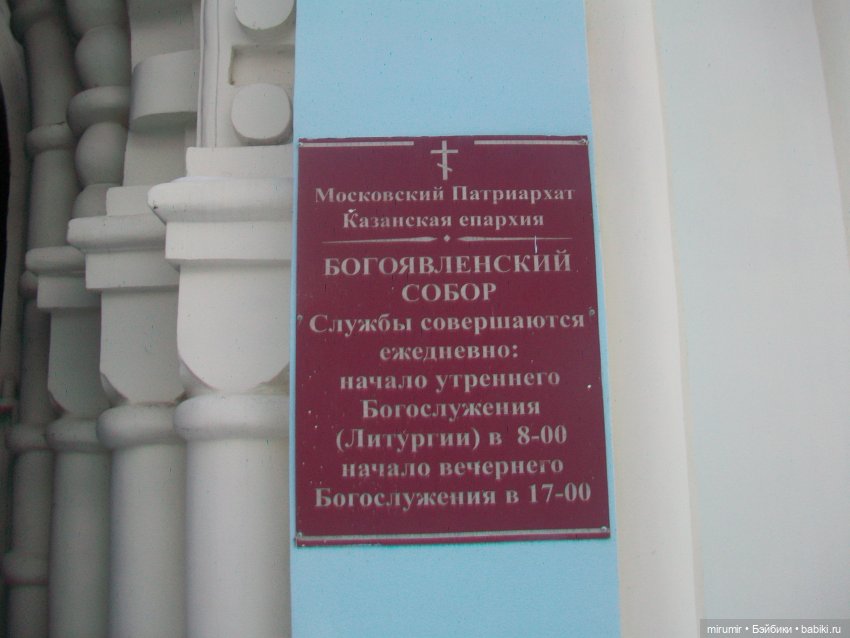 Московский Патриархат
Казанская епархия
БОГОЯВЛЕНСКИЙ
СОБОР
Службы совершаются
ежедневно:
начало утреннего
Богослужения
(Литургии) в 8-00
начало вечернего
Богослужения в 17-00
mirumir • Бэйбики • babiki.ru